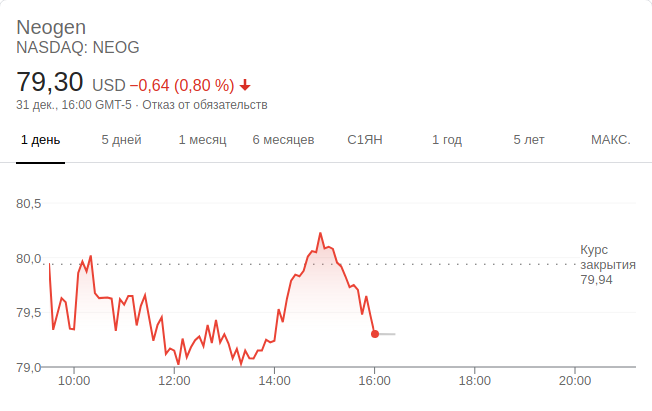 Neogen
NASDAQ: NEOG
79,30 USD −0,64 (0,80 %)
31 дек., 16:00 GMT-5 · Отказ от обязательств
1 день 5 дней 1 месяц 6 месяцев С1ЯН 1 год 5 лет МАКС.
80,5
80,0
79,5
79,0
Курс
закрытия
79,94
10:00 12:00 14:00 16:00 18:00 20:00